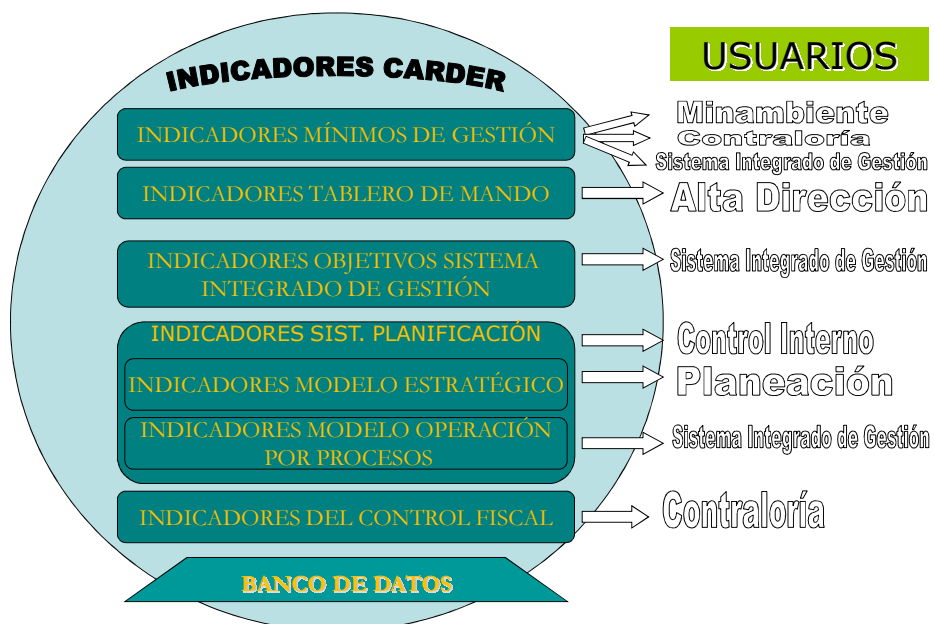 INDICADORES CARDER
USUARIOS
INDICADORES MÍNIMOS DE GESTIÓN
Minambiente
Contraloría
Sistema Integrado de Gestión
INDICADORES TABLERO DE MANDO
Alta Dirección
INDICADORES OBJETIVOS SISTEMA
INTEGRADO DE GESTIÓN
Sistema Integrado de Gestión
INDICADORES SIST. PLANIFICACIÓN
Control Interno
INDICADORES MODELO ESTRATÉGICO
Planeación
INDICADORES MODELO OPERACIÓN
POR PROCESOS
Sistema Integrado de Gestión
INDICADORES DEL CONTROL FISCAL
Contraloría
BANCO DE DATOS